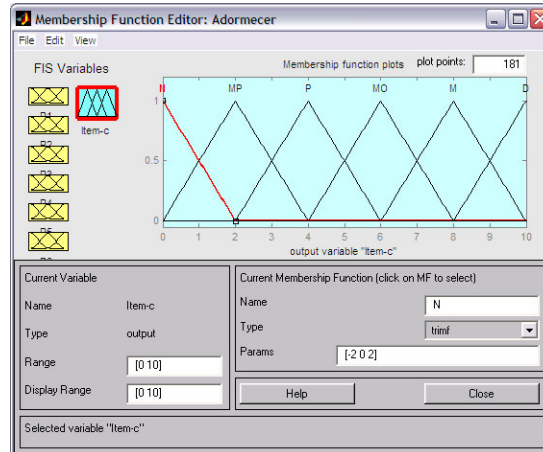 Membership Function Editor: Adormecer
File Edit View
FIS Variables
Membership function plots plot points: 181
Item-c
N MP P MO M D
1
0.5
0
0 1 2 3 4 5 6 7 8 9 10
output variable "Item-c"
Current Variable
Name Item-c
Type output
Range [0 10]
Display Range [0 10]
Current Membership Function (click on MF to select)
Name N
Type trimf
Params [-2 0 2]
Help Close
Selected variable "Item-c"